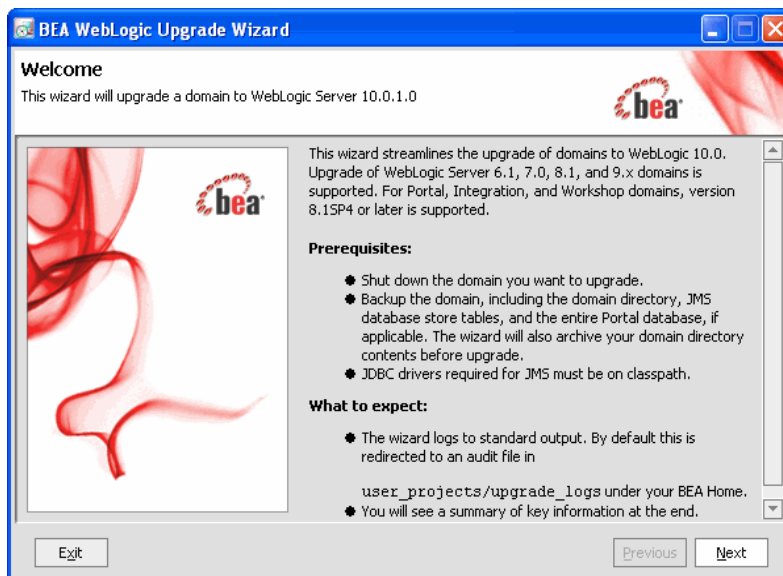 BEA WebLogic Upgrade Wizard
Welcome
This wizard will upgrade a domain to WebLogic Server 10.0.1.0
bea
bea
This wizard streamlines the upgrade of domains to WebLogic 10.0.
Upgrade of WebLogic Server 6.1, 7.0, 8.1, and 9.x domains is
supported. For Portal, Integration, and Workshop domains, version
8.1SP4 or later is supported.
Prerequisites:
● Shut down the domain you want to upgrade.
● Backup the domain, including the domain directory, JMS
database store tables, and the entire Portal database, if
applicable. The wizard will also archive your domain directory
contents before upgrade.
● JDBC drivers required for JMS must be on classpath.
What to expect:
● The wizard logs to standard output. By default this is
redirected to an audit file in
user_projects/upgrade_logs under your BEA Home.
● You will see a summary of key information at the end.
Exit
Previous
Next